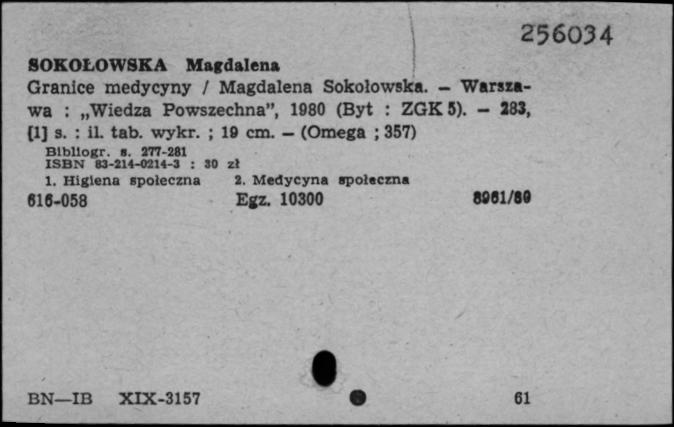 256034
SOKOŁOWSKA Magdalena
Granice medycyny / Magdalena Sokołowska. — Warsza-
wa : „Wiedza Powszechna”, 1980 (Byt : ZGK 5). — 283,
[1] s. : il. tab. wykr. ; 19 cm. — (Omega ; 357)
Bibliogr. s. 277-281
ISBN 83-214-0214-3 : 30 zł
1. Higiena społeczna 2. Medycyna społeczna
616-058 Egz. 10300 8961/80
BN—IB XIX-3157 61